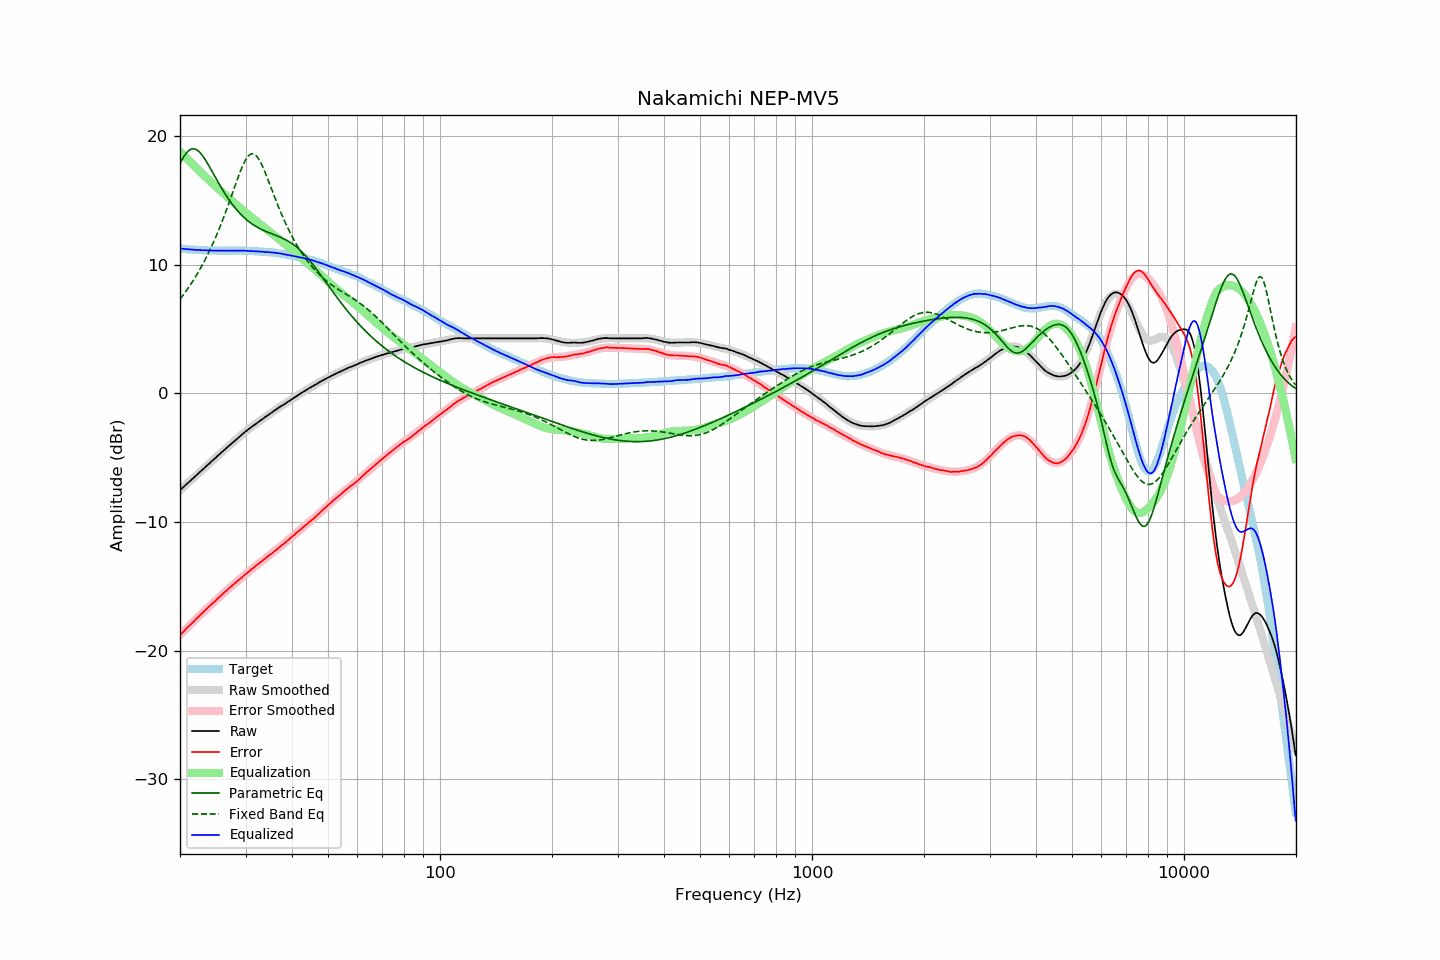 Nakamichi NEP-MV5
20
10
0
−10
−20
−30
Amplitude (dBr)
Target
Raw Smoothed
Error Smoothed
Raw
Error
Equalization
Parametric Eq
Fixed Band Eq
Equalized
100
1000
10000
Frequency (Hz)